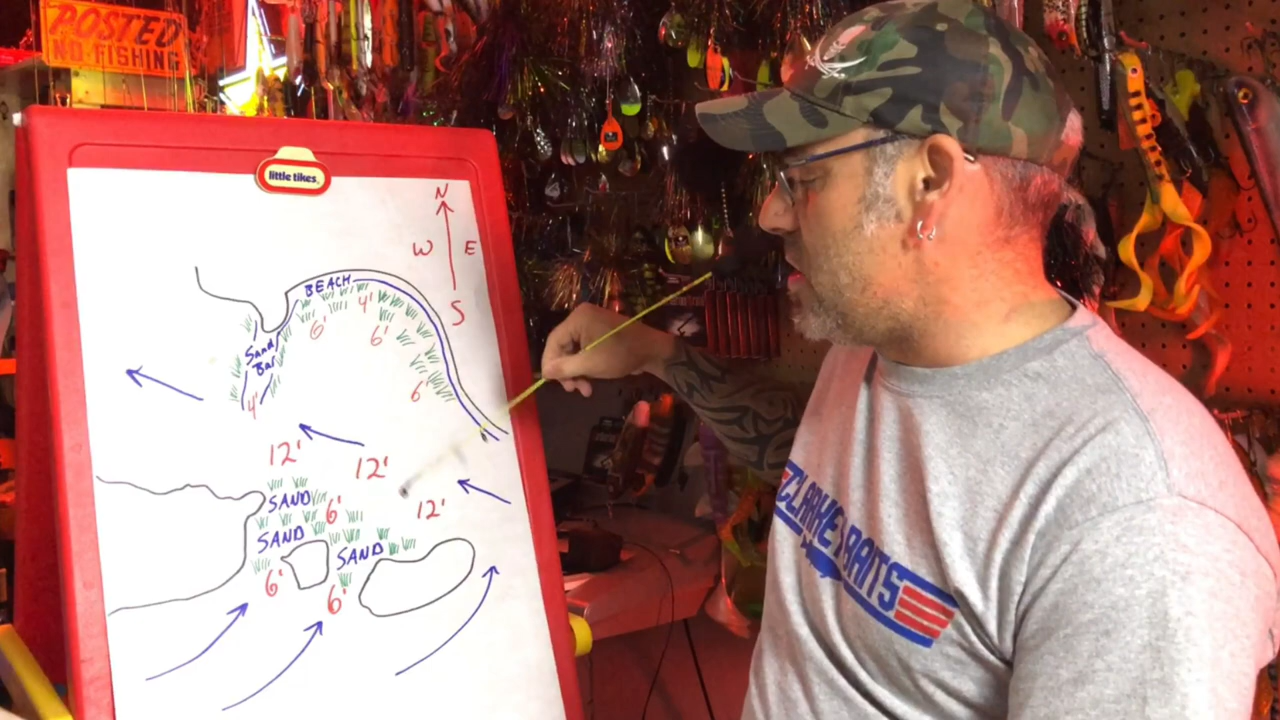 POSTED
NO FISHING
little tikes
N
W E
S
BEACH
4'
6'
6'
Sand
Bar
6'
4'
12'
12'
12'
SAND
6'
SAND
SAND
6'
6'
CLARKE BAITS